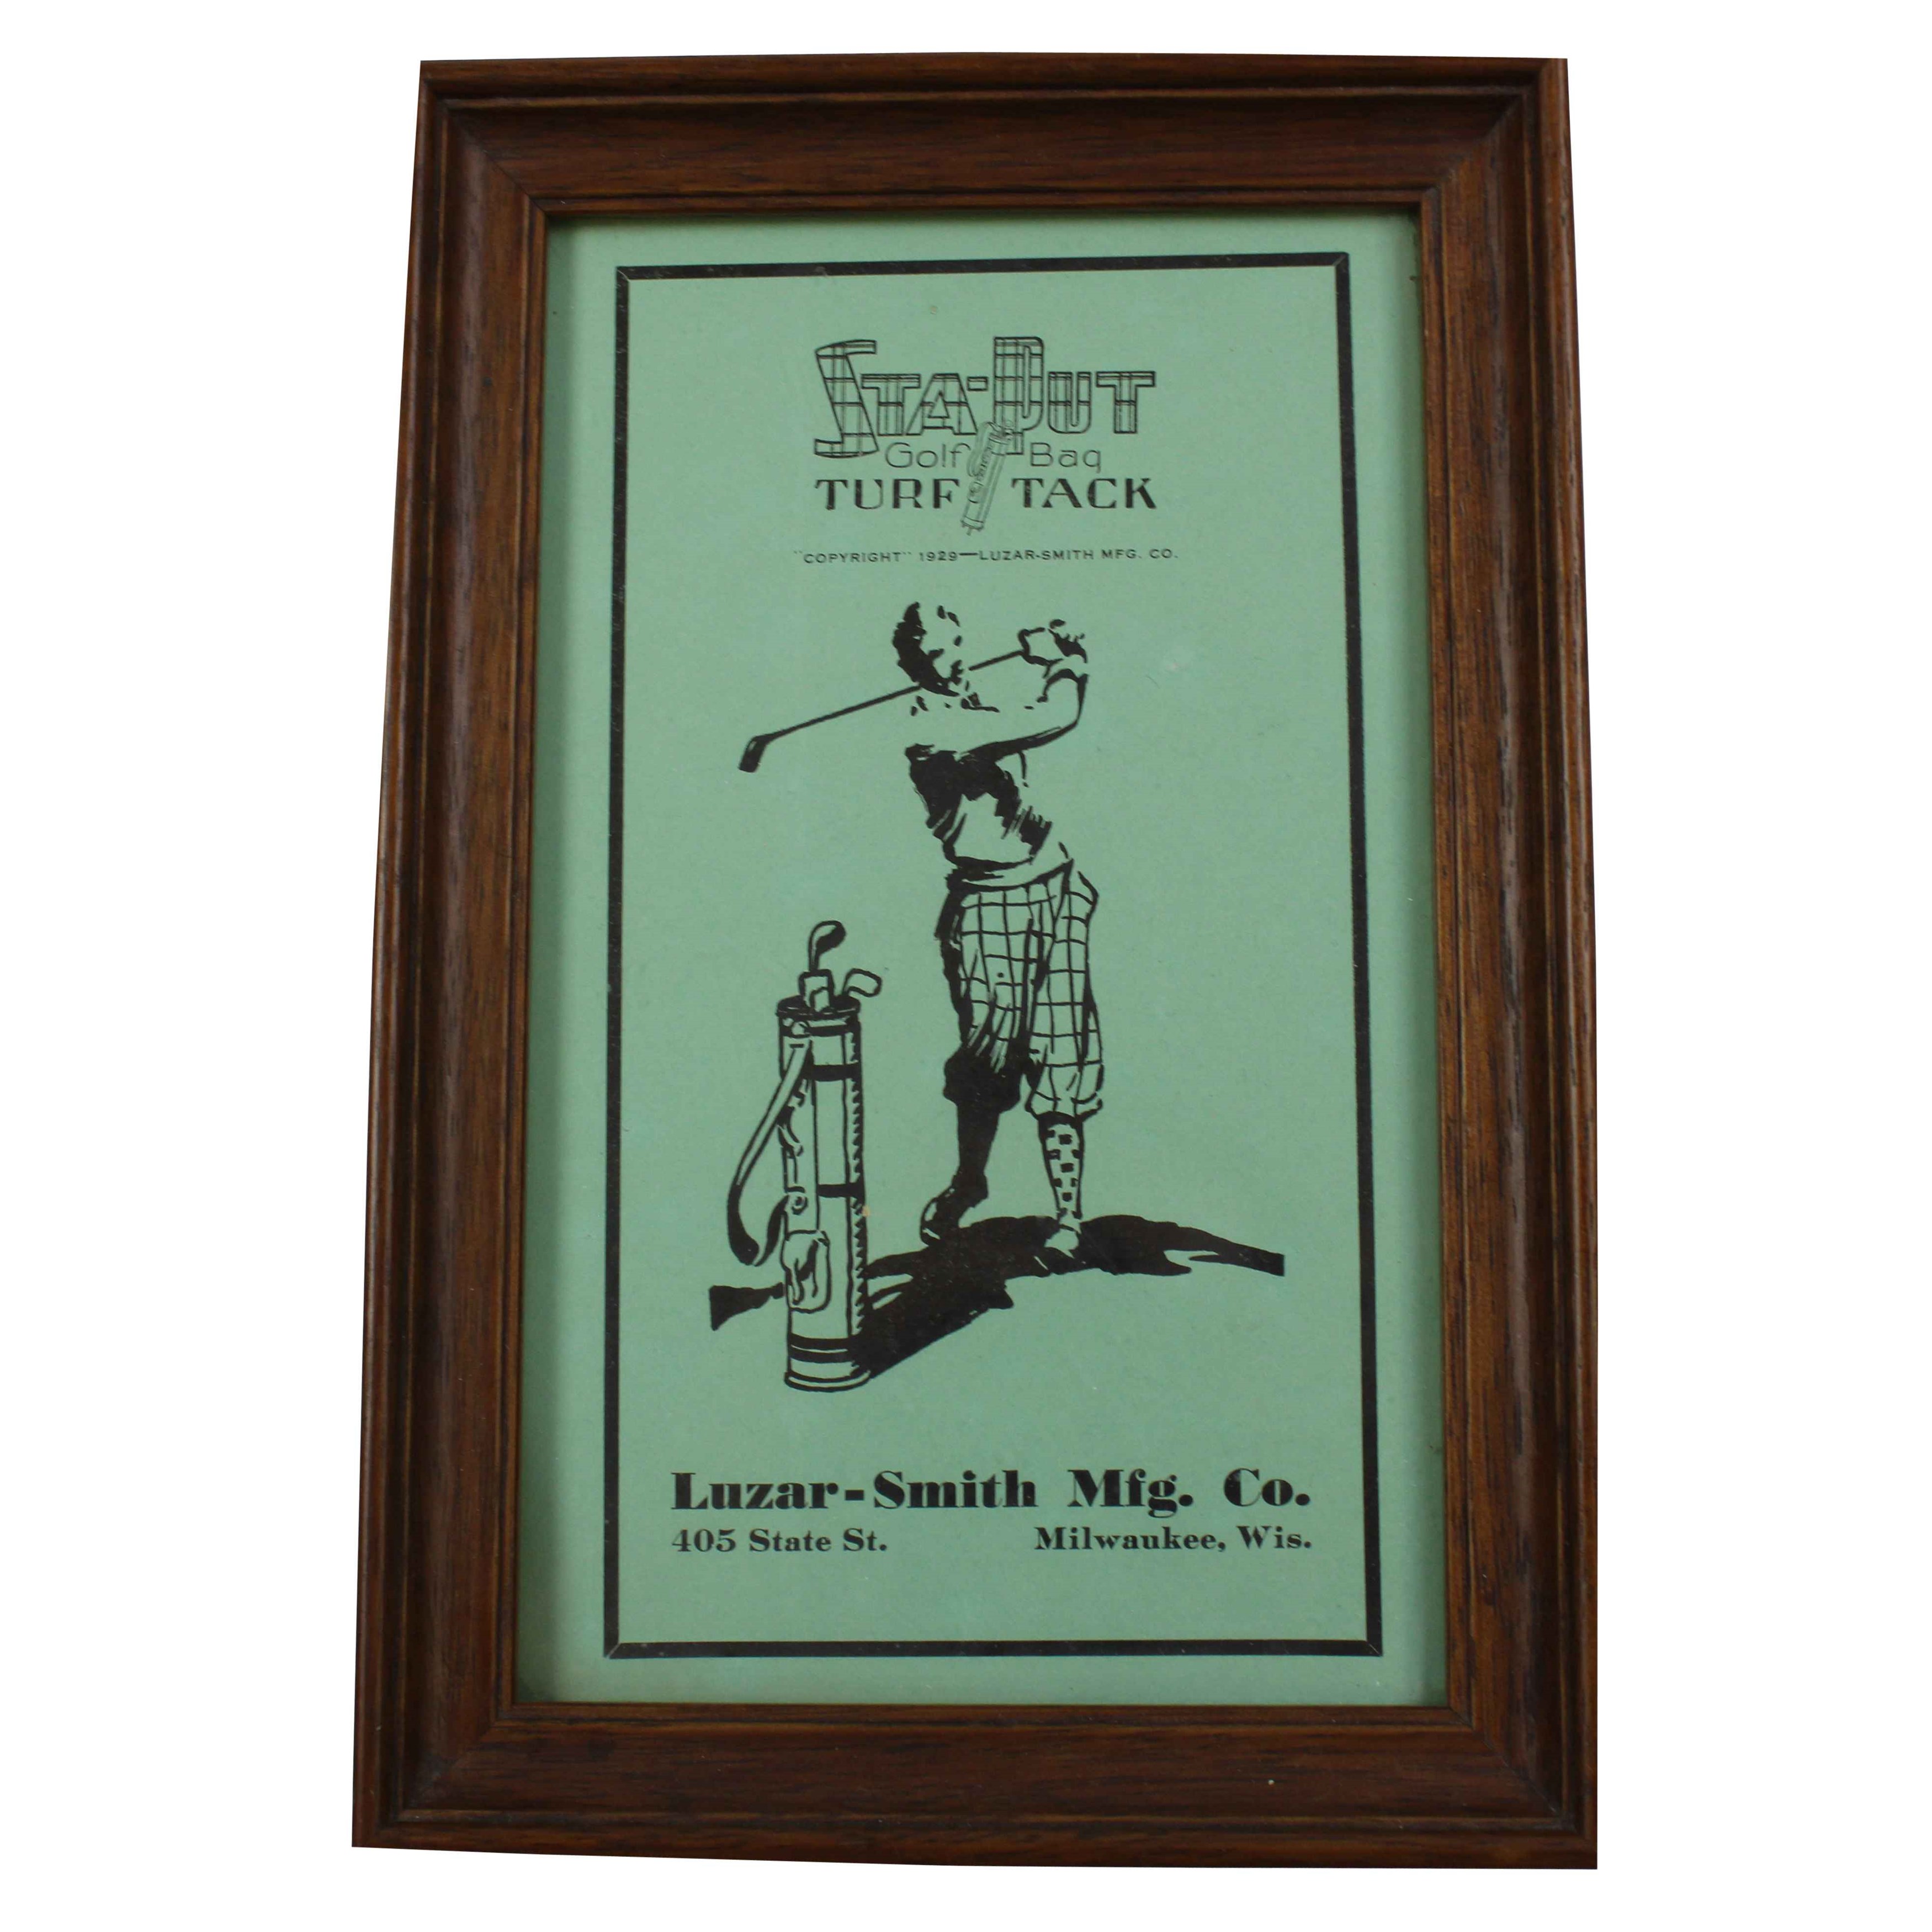 STA-PUT
Golf Bag
TURF TACK
"COPYRIGHT" 1929—LUZAR-SMITH MFG. CO.
Luzar-Smith Mfg. Co.
405 State St. Milwaukee, Wis.